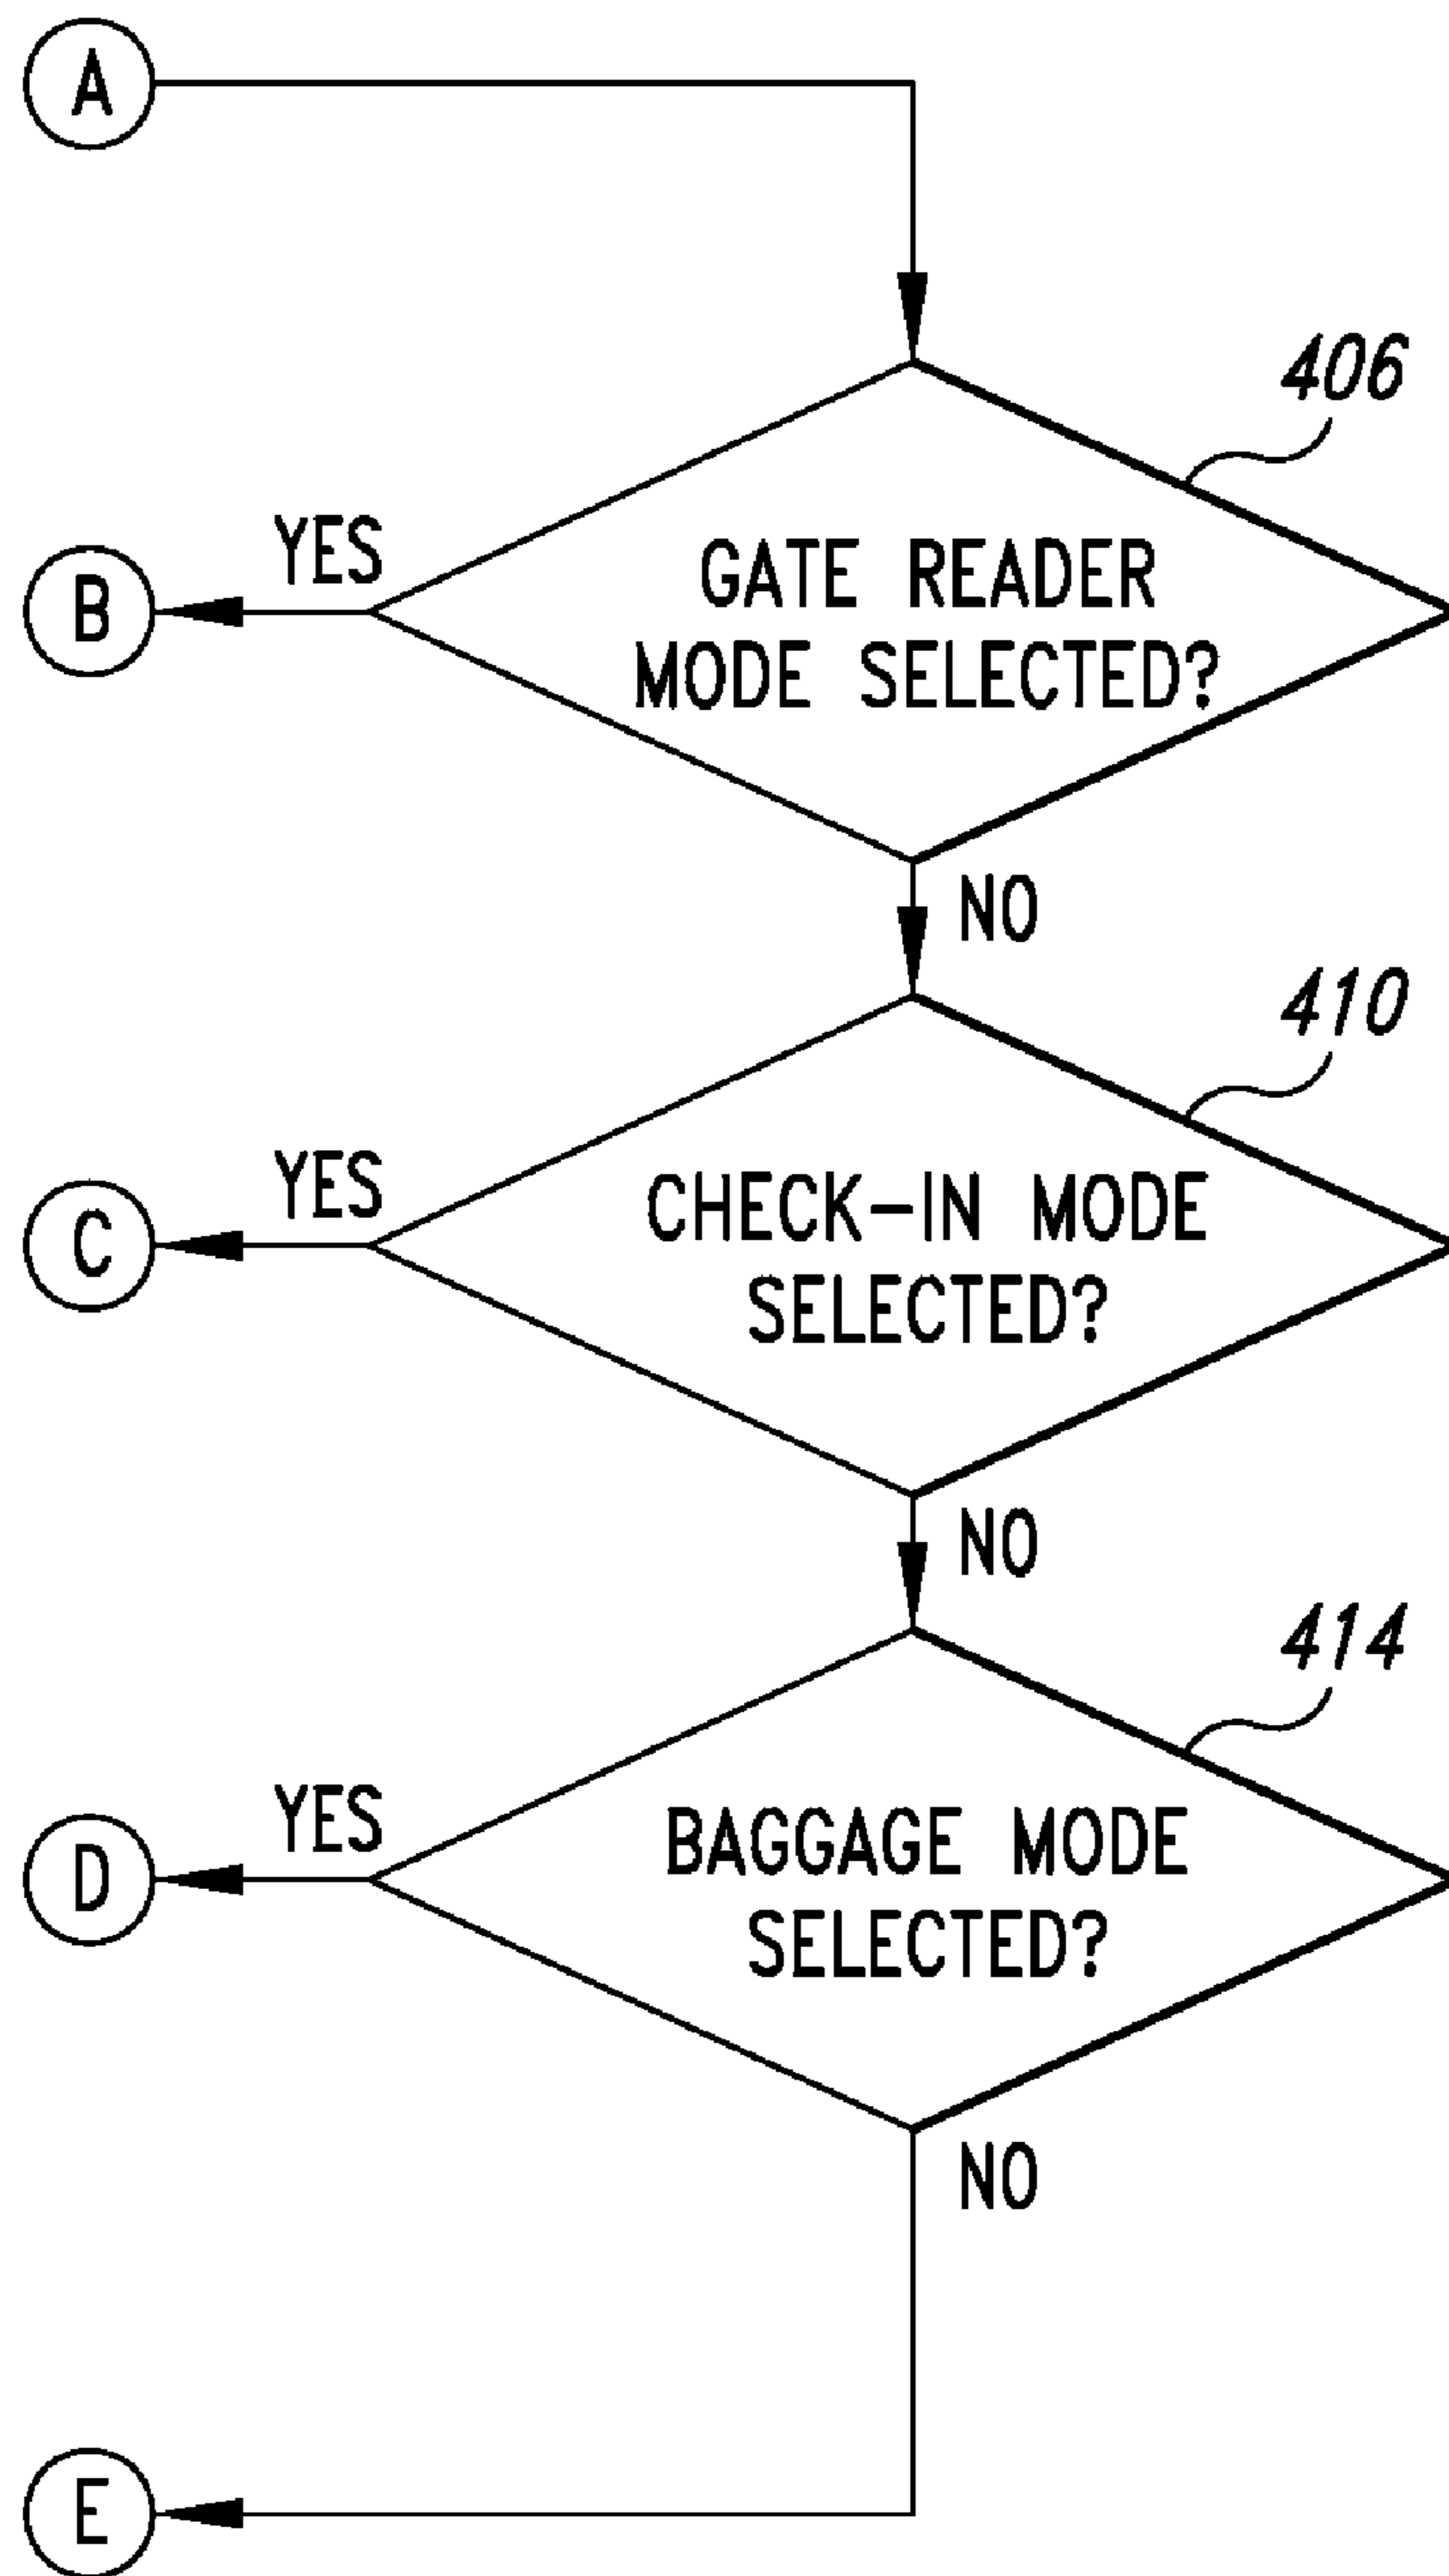 A
406
YES
B
GATE READER
MODE SELECTED?
NO
410
YES
C
CHECK-IN MODE
SELECTED?
NO
414
YES
D
BAGGAGE MODE
SELECTED?
NO
E